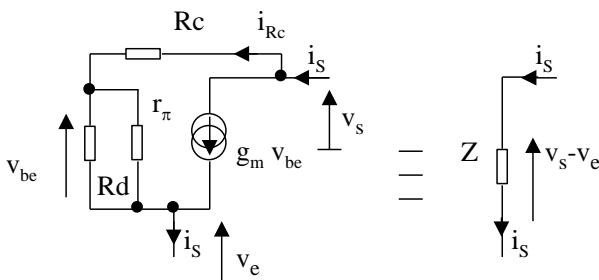 Rc
i_Rc
i_S
r_π
v_s
g_m v_be
v_be
Rd
i_S
v_e
i_S
Z
v_s-v_e
i_S